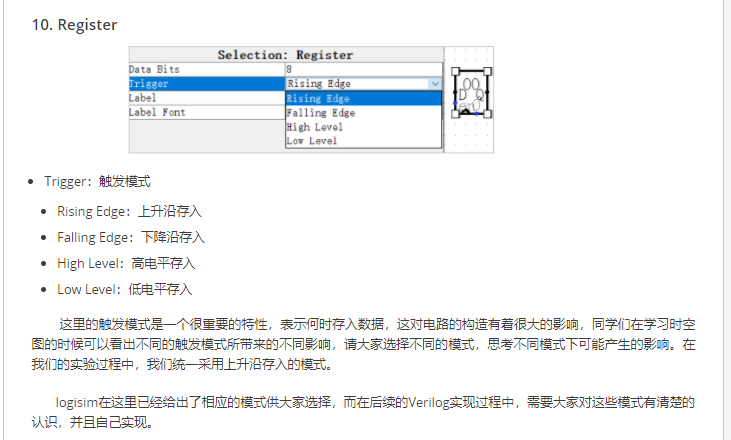 10. Register
Selection: Register
Data Bits 8
Trigger Rising Edge
Label Rising Edge
Label Font Falling Edge
High Level
Low Level
D Q
en 0
00
Trigger：触发模式
Rising Edge：上升沿存入
Falling Edge：下降沿存入
High Level：高电平存入
Low Level：低电平存入
这里的触发模式是一个很重要的特性，表示何时存入数据，这对电路的构造有着很大的影响，同学们在学习时空
图的时候可以看出不同的触发模式所带来的不同影响，请大家选择不同的模式，思考不同模式下可能产生的影响。在
我们的实验过程中，我们统一采用上升沿存入的模式。
logisim在这里已经给出了相应的模式供大家选择，而在后续的Verilog实现过程中，需要大家对这些模式有清楚的
认识，并且自己实现。